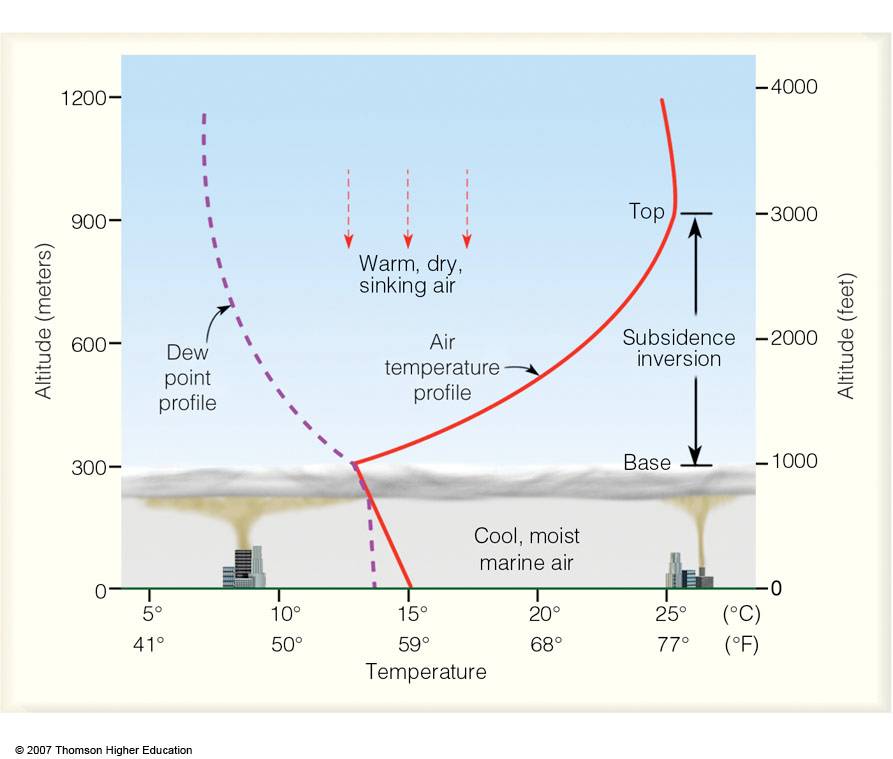 1200
900
600
300
0
Altitude (meters)
4000
3000
2000
1000
0
Altitude (feet)
Warm, dry,
sinking air
Dew
point
profile
Air
temperature
profile
Top
Subsidence
inversion
Base
Cool, moist
marine air
5° 10° 15° 20° 25° (°C)
41° 50° 59° 68° 77° (°F)
Temperature
© 2007 Thomson Higher Education